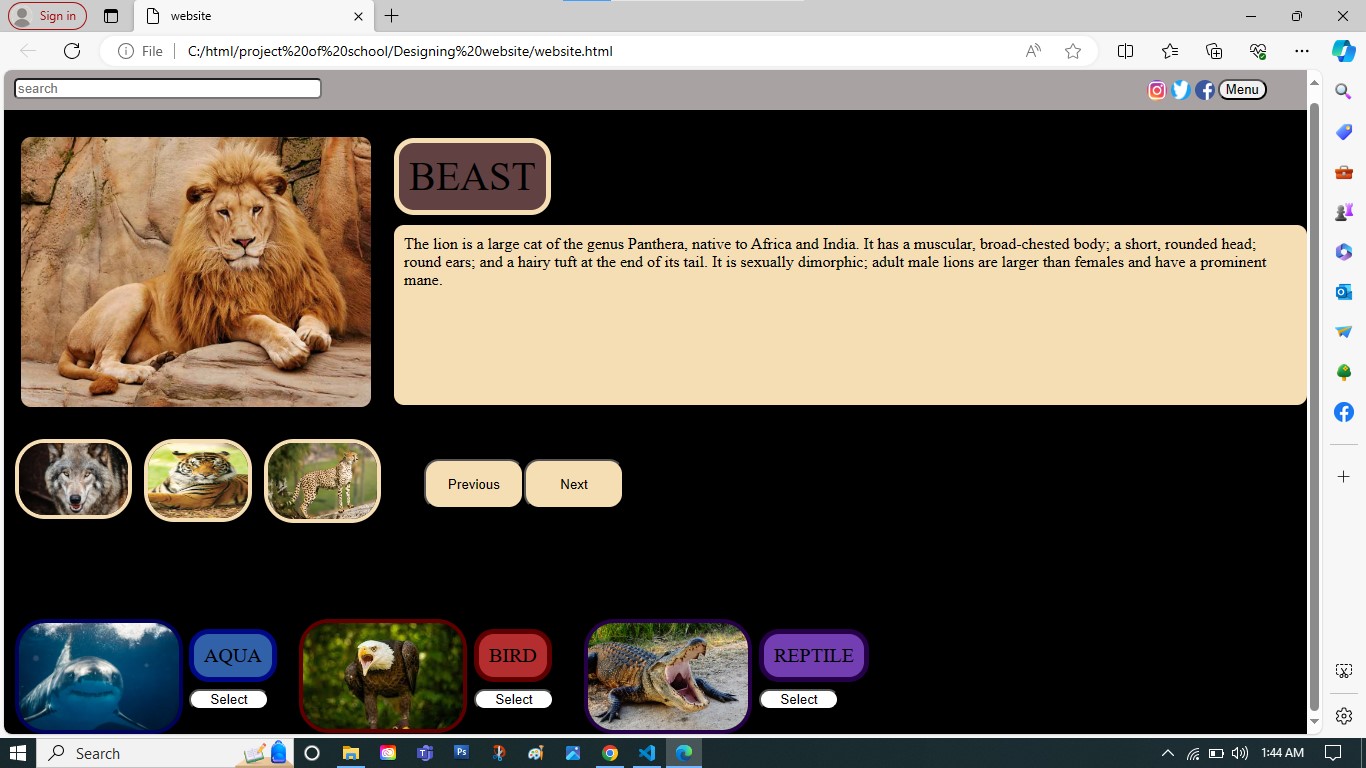 Sign in
website
File
C:/html/project%20of%20school/Designing%20website/website.html
search
Menu
BEAST
The lion is a large cat of the genus Panthera, native to Africa and India. It has a muscular, broad-chested body; a short, rounded head;
round ears; and a hairy tuft at the end of its tail. It is sexually dimorphic; adult male lions are larger than females and have a prominent
mane.
Previous
Next
AQUA
Select
BIRD
Select
REPTILE
Select
Search
Ps
1:44 AM